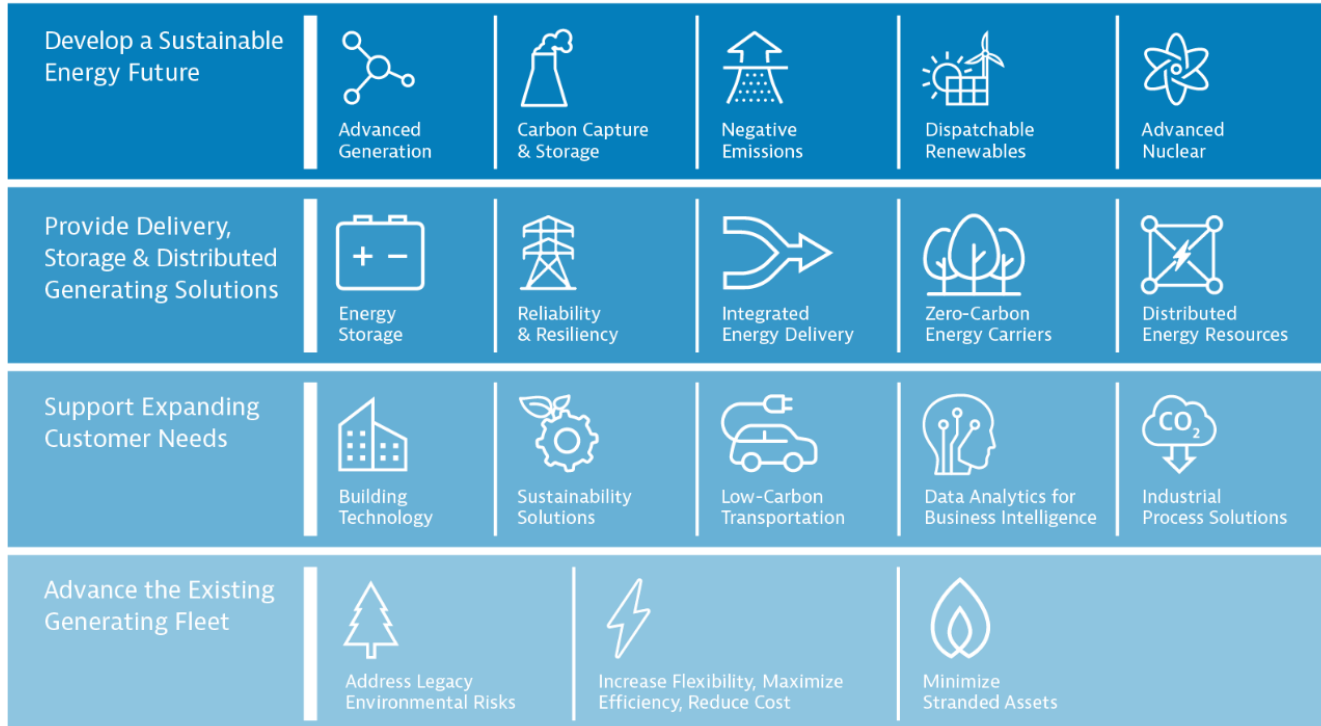 Develop a Sustainable
Energy Future
Advanced
Generation
Carbon Capture
& Storage
Negative
Emissions
Dispatchable
Renewables
Advanced
Nuclear
Provide Delivery,
Storage & Distributed
Generating Solutions
+ −
Energy
Storage
Reliability
& Resiliency
Integrated
Energy Delivery
Zero-Carbon
Energy Carriers
Distributed
Energy Resources
Support Expanding
Customer Needs
Building
Technology
Sustainability
Solutions
Low-Carbon
Transportation
Data Analytics for
Business Intelligence
CO₂
Industrial
Process Solutions
Advance the Existing
Generating Fleet
Address Legacy
Environmental Risks
Increase Flexibility, Maximize
Efficiency, Reduce Cost
Minimize
Stranded Assets